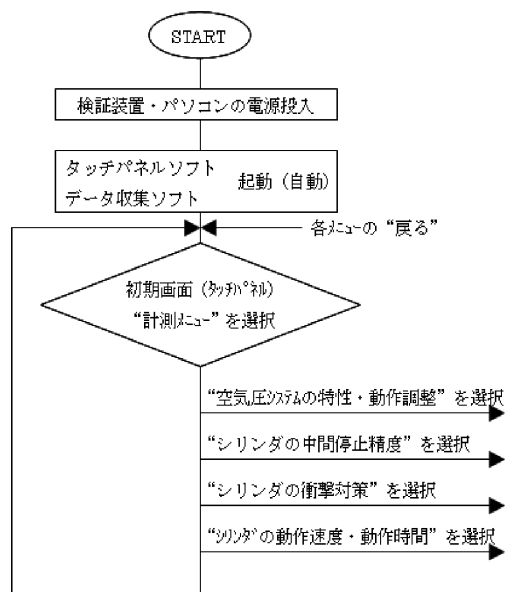 START
検証装置・パソコンの電源投入
タッチパネルソフト
データ収集ソフト
起動（自動）
各ﾒﾆｭｰの“戻る”
初期画面（ﾀｯﾁﾊﾟﾈﾙ）
“計測ﾒﾆｭｰ”を選択
“空気圧ｼｽﾃﾑの特性・動作調整”を選択
“シリンダの中間停止精度”を選択
“シリンダの衝撃対策”を選択
“ｼﾘﾝﾀﾞの動作速度・動作時間”を選択